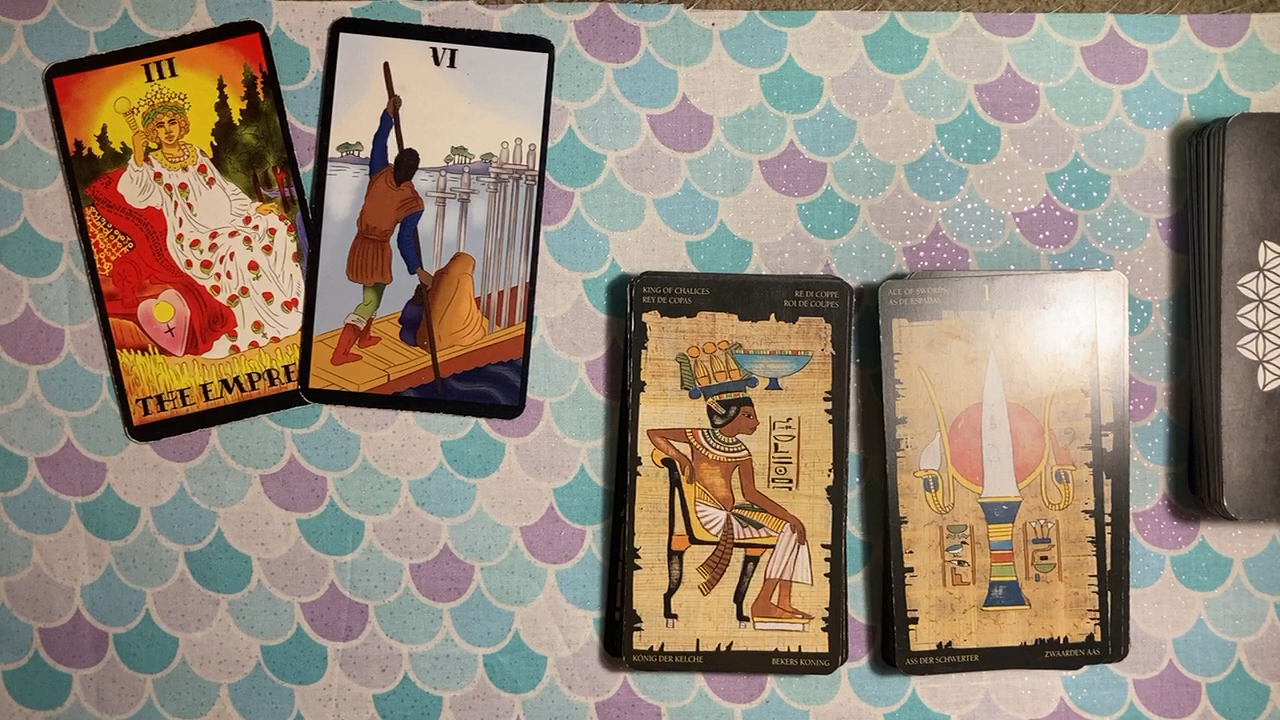 III
THE EMPRE
VI
KING OF CHALICES
REY DE COPAS
RE DI COPPE
ROI DE COUPES
KÖNIG DER KELCHE
BEKERS KONING
ACE OF SWORDS
AS DE ESPADAS
1
ASS DER SCHWERTER
ZWAARDEN AAS